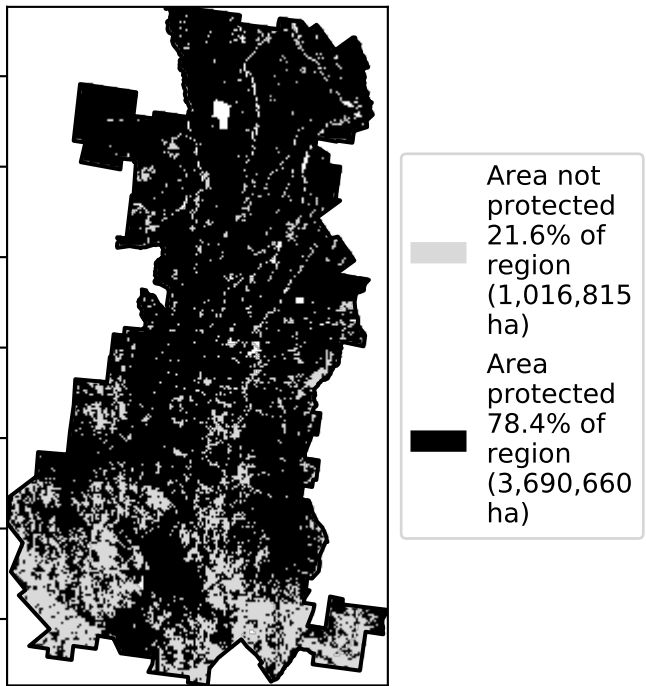 Area not
protected
21.6% of
region
(1,016,815
ha)
Area
protected
78.4% of
region
(3,690,660
ha)